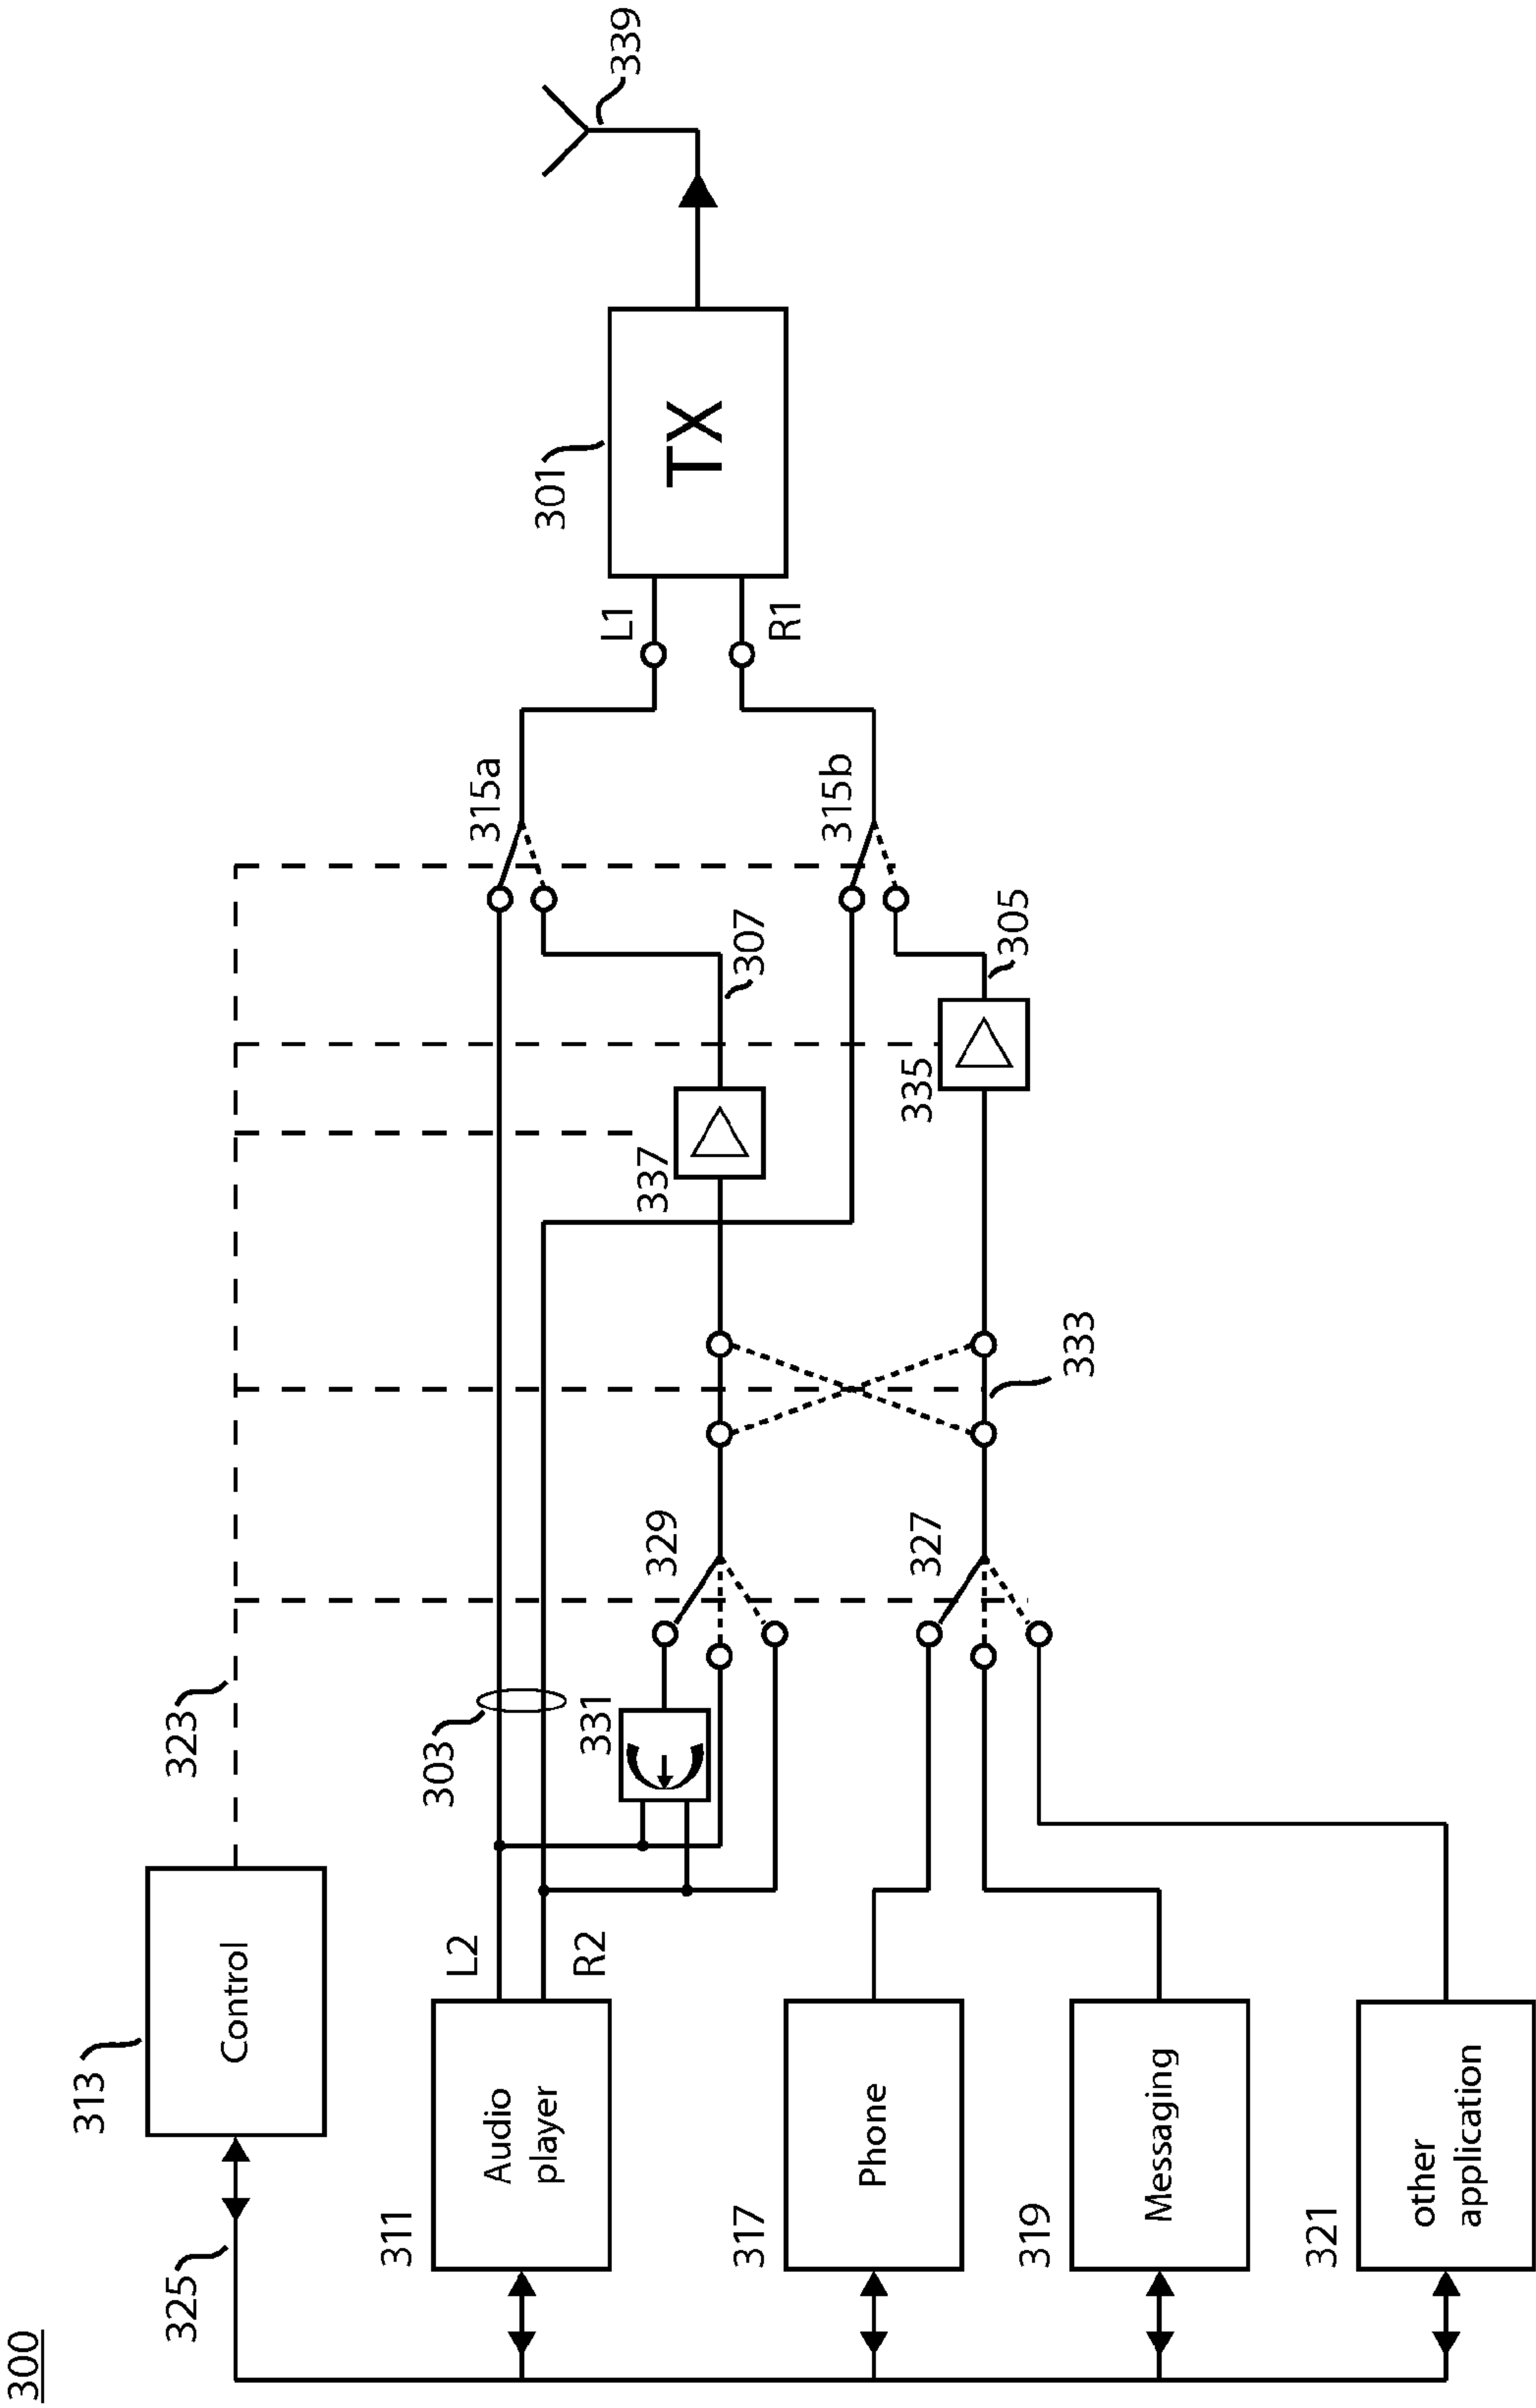 300
325
313
Control
323
311
Audio
player
L2
R2
303
331
317
Phone
319
Messaging
321
other
application
329
327
333
337
335
307
305
315a
315b
L1
R1
301
TX
339